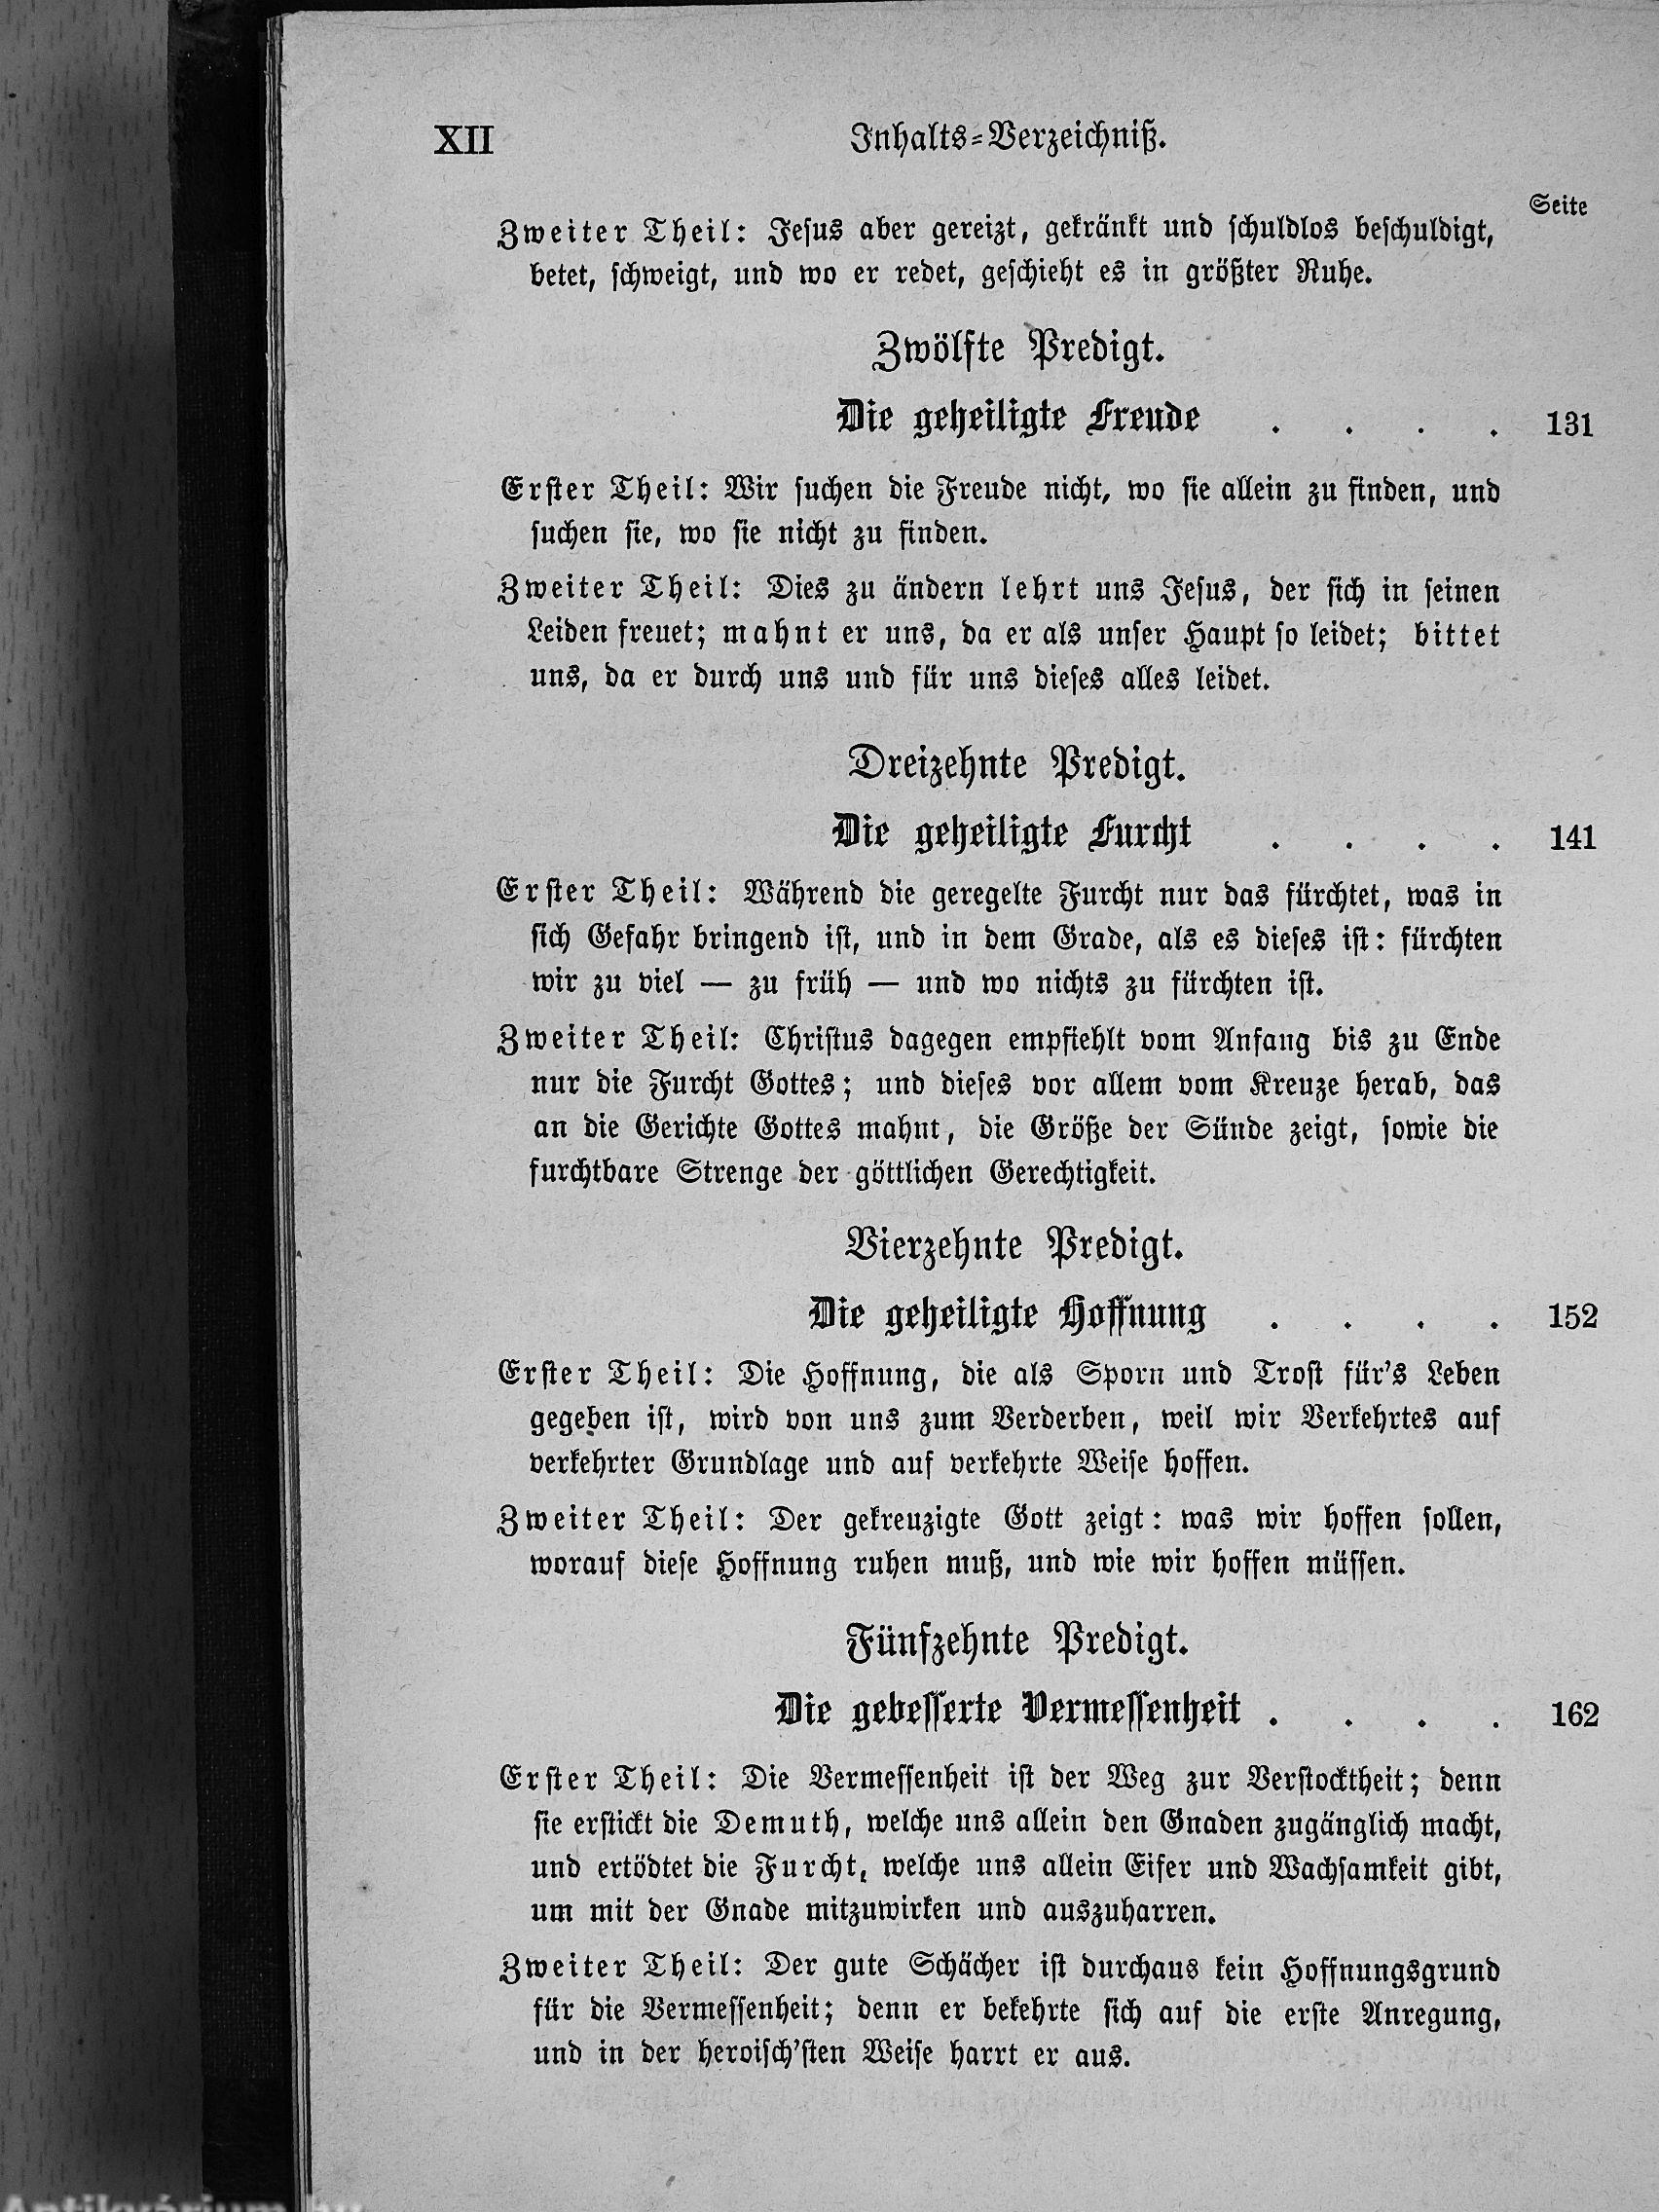 XII
Inhalts=Verzeichniß.
Seite
Zweiter Theil: Jesus aber gereizt, gekränkt und schuldlos beschuldigt,
betet, schweigt, und wo er redet, geschieht es in größter Ruhe.
Zwölfte Predigt.
Die geheiligte Freude . . . . 131
Erster Theil: Wir suchen die Freude nicht, wo sie allein zu finden, und
suchen sie, wo sie nicht zu finden.
Zweiter Theil: Dies zu ändern lehrt uns Jesus, der sich in seinen
Leiden freuet; mahnt er uns, da er als unser Haupt so leidet; bittet
uns, da er durch uns und für uns dieses alles leidet.
Dreizehnte Predigt.
Die geheiligte Furcht . . . . 141
Erster Theil: Während die geregelte Furcht nur das fürchtet, was in
sich Gefahr bringend ist, und in dem Grade, als es dieses ist: fürchten
wir zu viel — zu früh — und wo nichts zu fürchten ist.
Zweiter Theil: Christus dagegen empfiehlt vom Anfang bis zu Ende
nur die Furcht Gottes; und dieses vor allem vom Kreuze herab, das
an die Gerichte Gottes mahnt, die Größe der Sünde zeigt, sowie die
furchtbare Strenge der göttlichen Gerechtigkeit.
Vierzehnte Predigt.
Die geheiligte Hoffnung . . . . 152
Erster Theil: Die Hoffnung, die als Sporn und Trost für's Leben
gegeben ist, wird von uns zum Verderben, weil wir Verkehrtes auf
verkehrter Grundlage und auf verkehrte Weise hoffen.
Zweiter Theil: Der gekreuzigte Gott zeigt: was wir hoffen sollen,
worauf diese Hoffnung ruhen muß, und wie wir hoffen müssen.
Fünfzehnte Predigt.
Die gebesserte Vermessenheit . . . . 162
Erster Theil: Die Vermessenheit ist der Weg zur Verstocktheit; denn
sie erstickt die Demuth, welche uns allein den Gnaden zugänglich macht,
und ertödtet die Furcht, welche uns allein Eifer und Wachsamkeit gibt,
um mit der Gnade mitzuwirken und auszuharren.
Zweiter Theil: Der gute Schächer ist durchaus kein Hoffnungsgrund
für die Vermessenheit; denn er bekehrte sich auf die erste Anregung,
und in der heroisch'sten Weise harrt er aus.
Antikvárium.hu